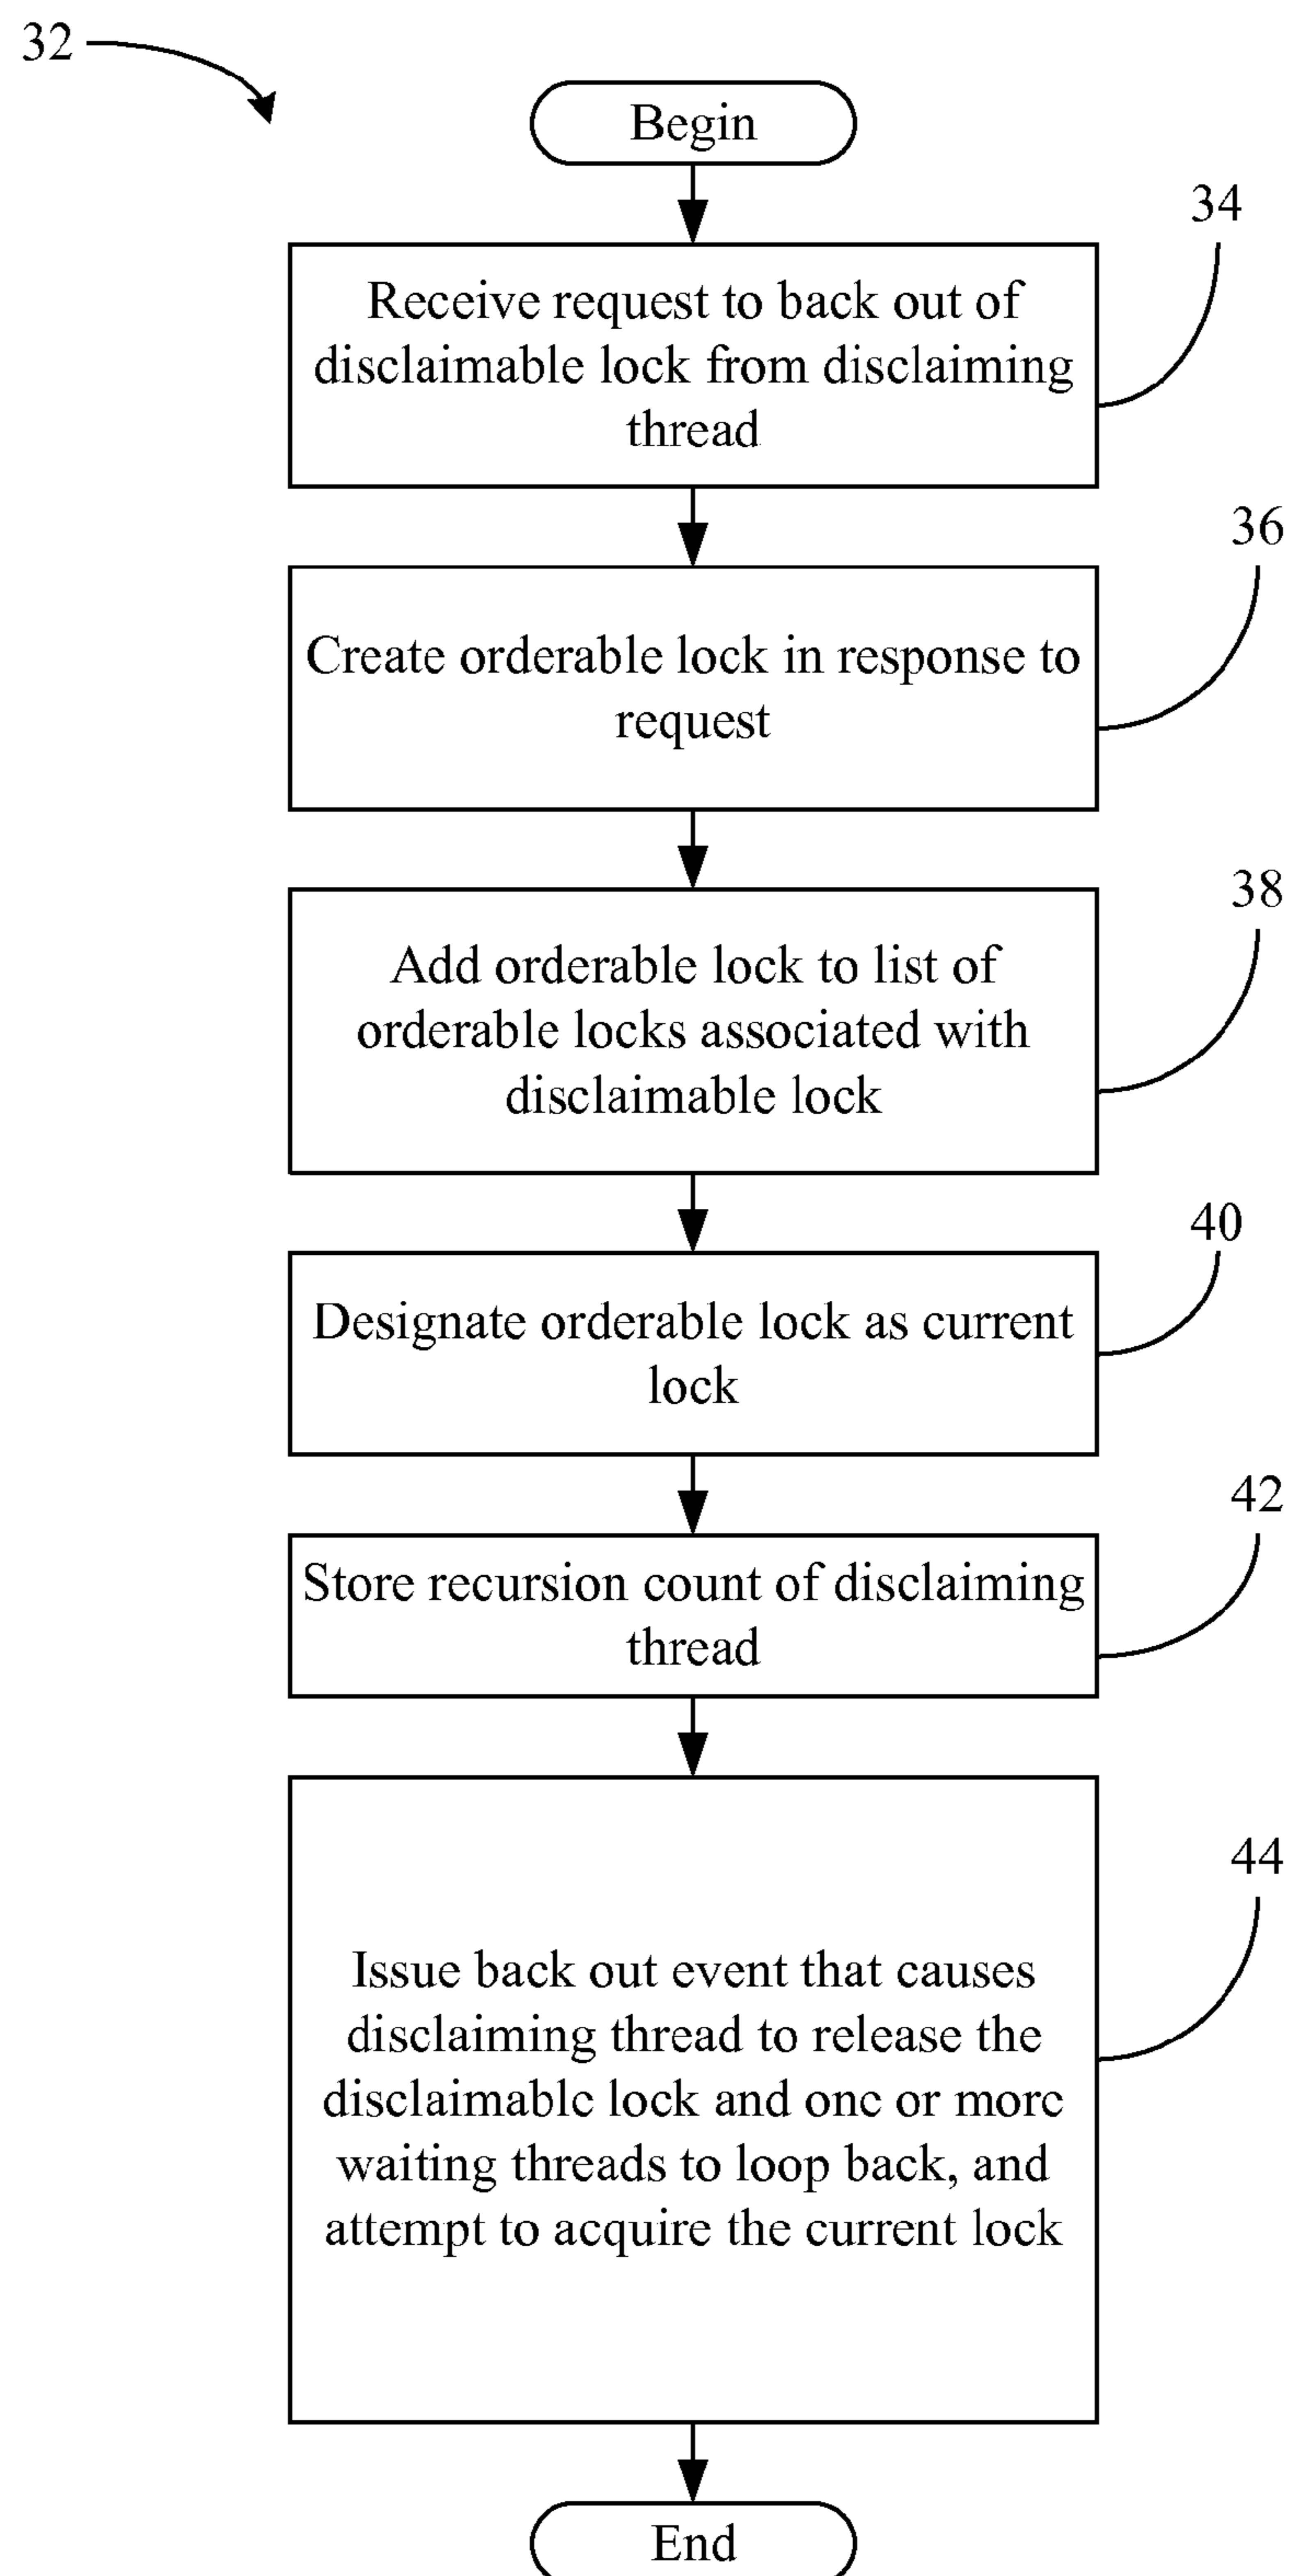 32
Begin
34
Receive request to back out of
disclaimable lock from disclaiming
thread
36
Create orderable lock in response to
request
38
Add orderable lock to list of
orderable locks associated with
disclaimable lock
40
Designate orderable lock as current
lock
42
Store recursion count of disclaiming
thread
44
Issue back out event that causes
disclaiming thread to release the
disclaimable lock and one or more
waiting threads to loop back, and
attempt to acquire the current lock
End